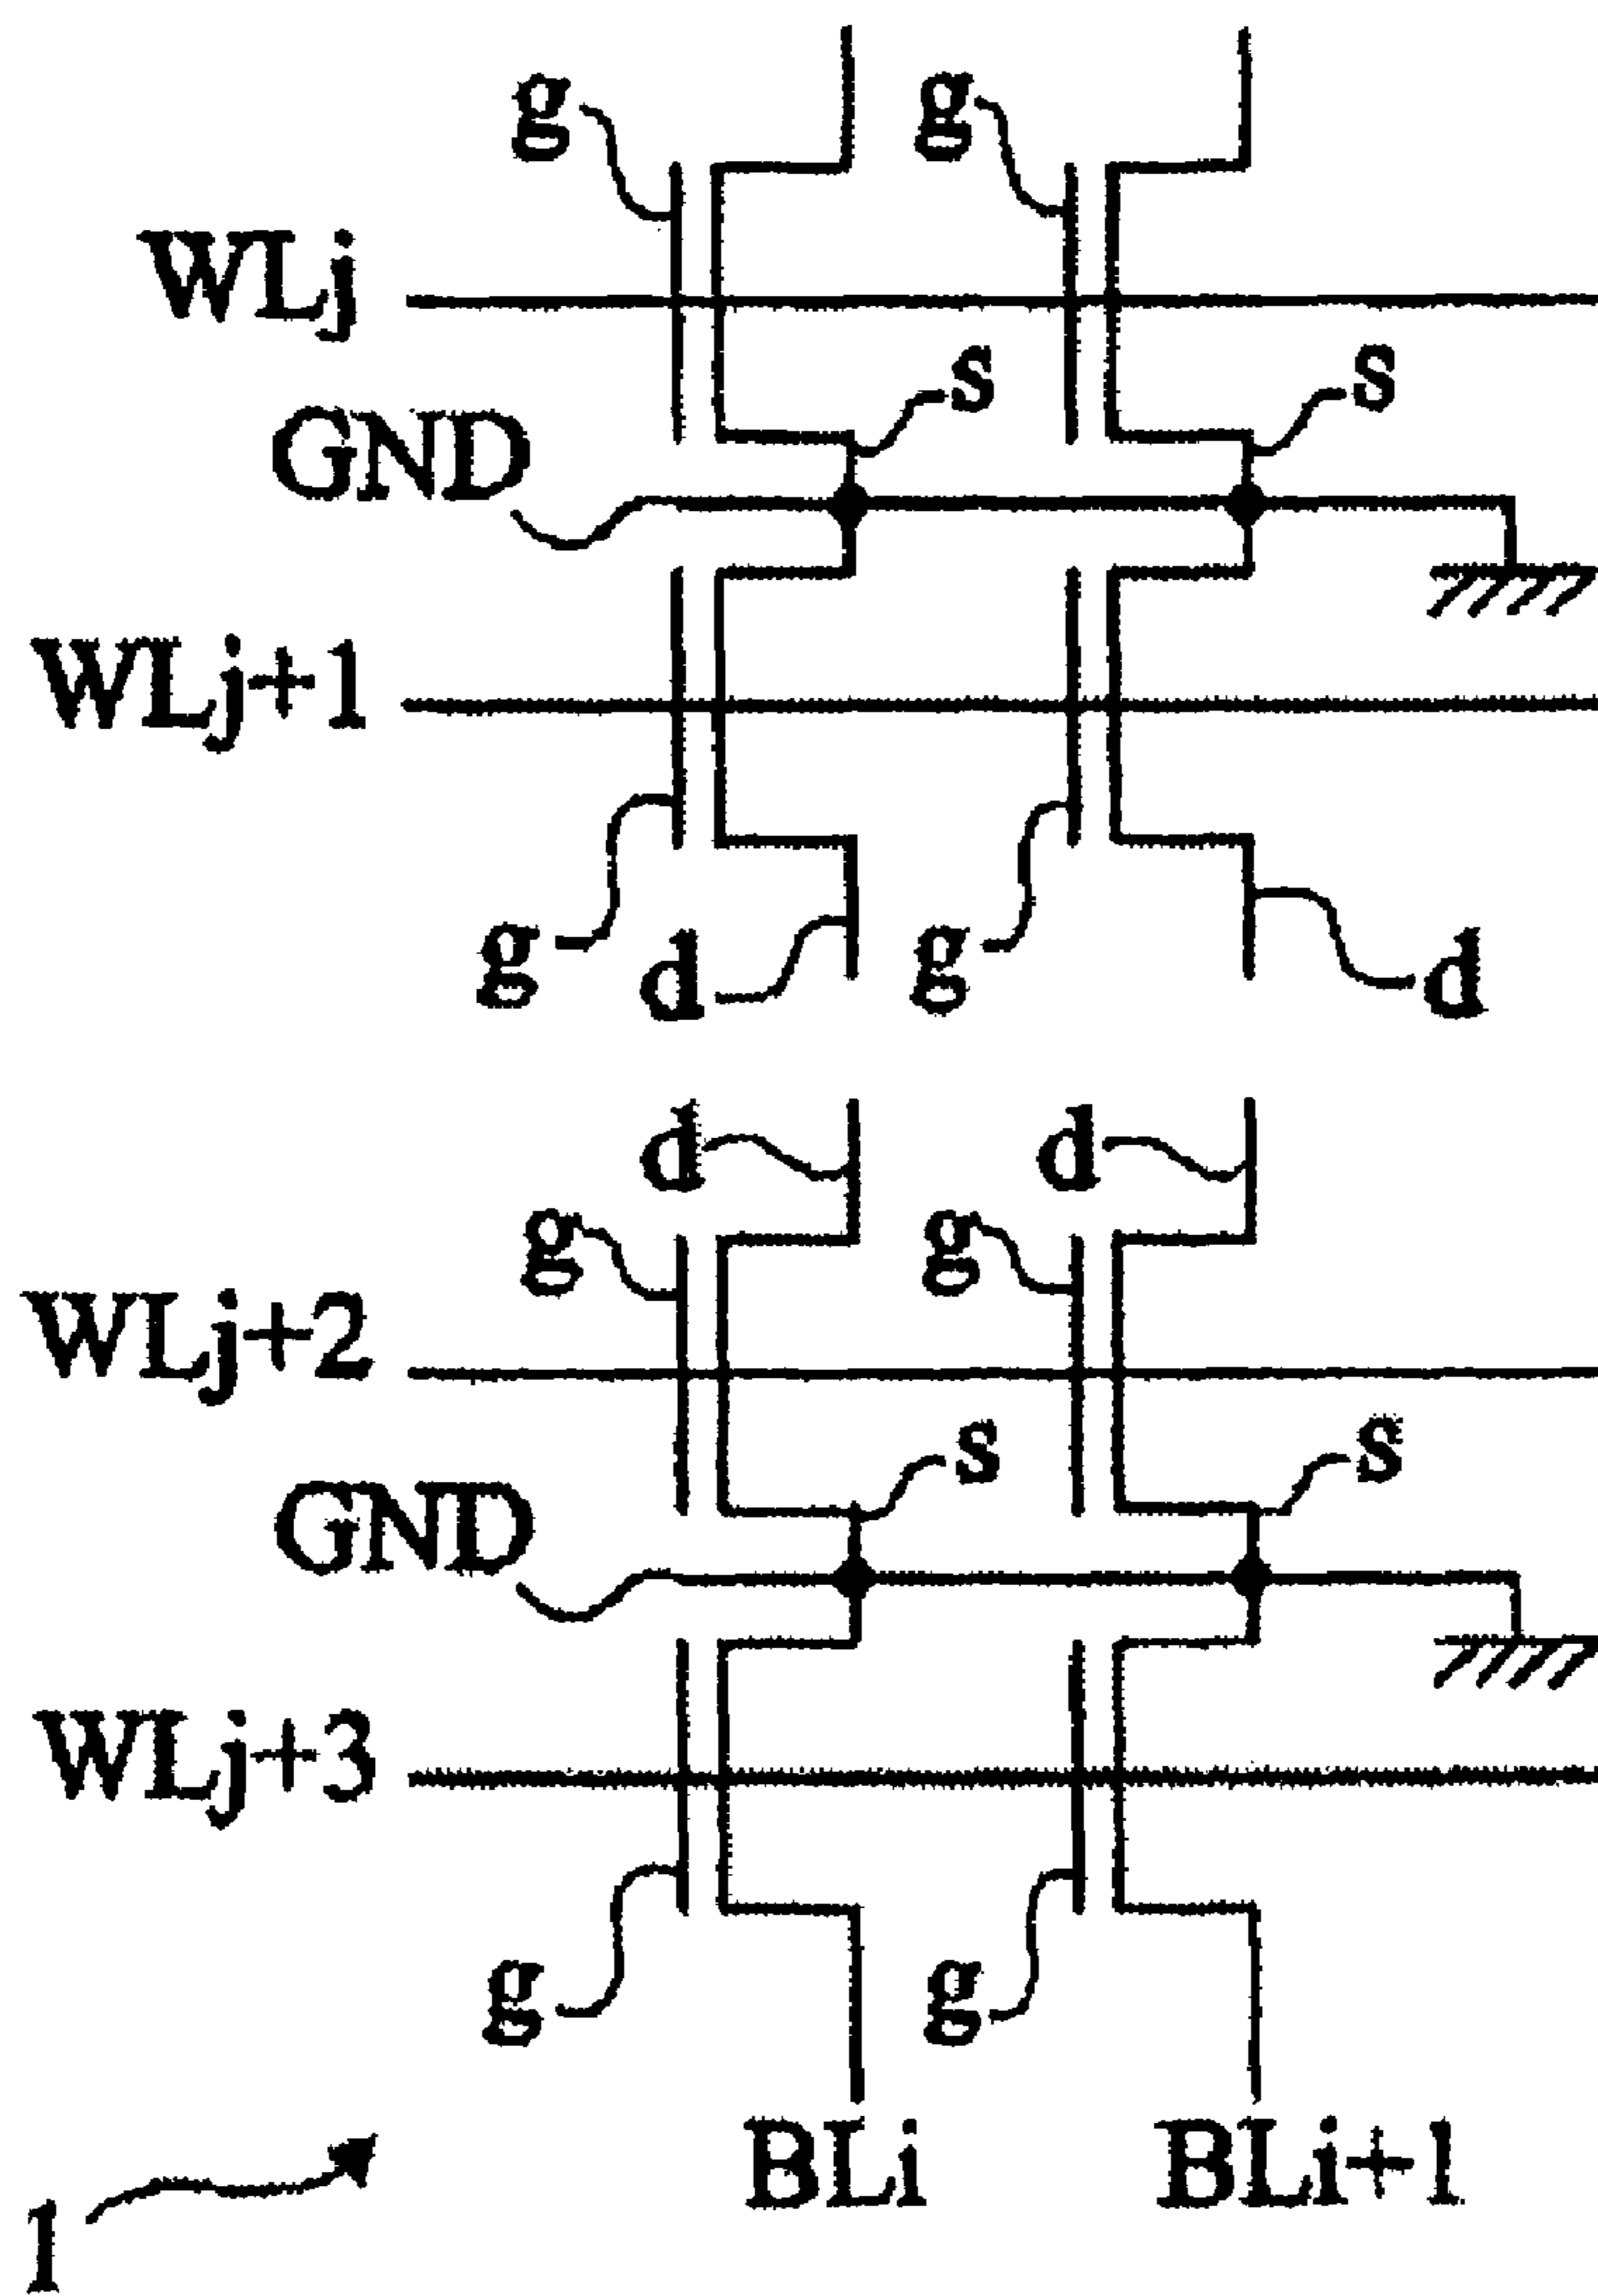 g g
WLj
s s
GND
WLj+1
g d g d
d d
g g
WLj+2
s s
GND
WLj+3
g g
BLi BLi+1
1